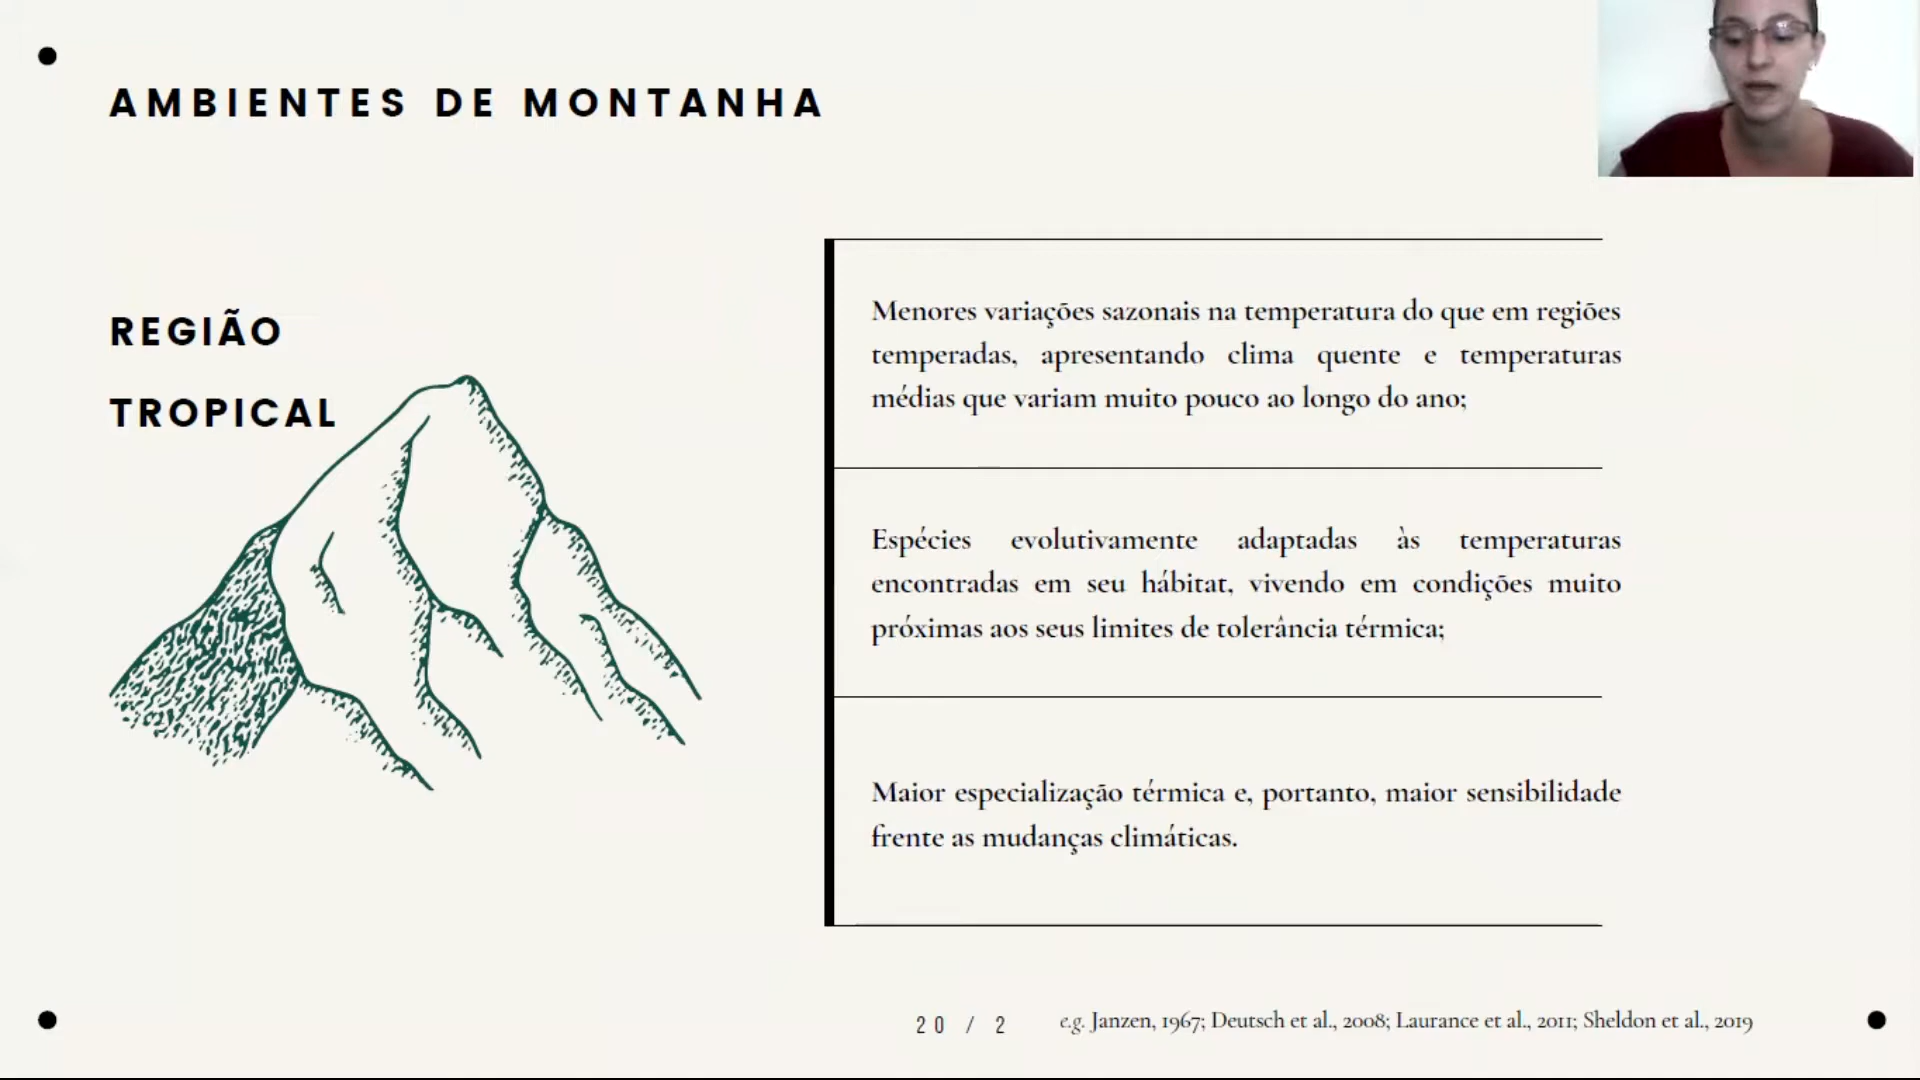 AMBIENTES DE MONTANHA
REGIÃO
TROPICAL
Menores variações sazonais na temperatura do que em regiões
temperadas, apresentando clima quente e temperaturas
médias que variam muito pouco ao longo do ano;
Espécies evolutivamente adaptadas às temperaturas
encontradas em seu hábitat, vivendo em condições muito
próximas aos seus limites de tolerância térmica;
Maior especialização térmica e, portanto, maior sensibilidade
frente as mudanças climáticas.
20 / 2
e.g. Janzen, 1967; Deutsch et al., 2008; Laurance et al., 2011; Sheldon et al., 2019